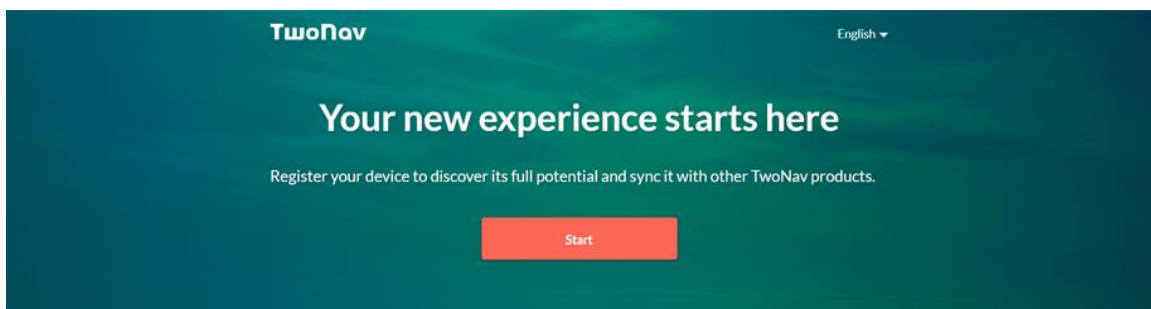 TwoNav
English
Your new experience starts here
Register your device to discover its full potential and sync it with other TwoNav products.
Start